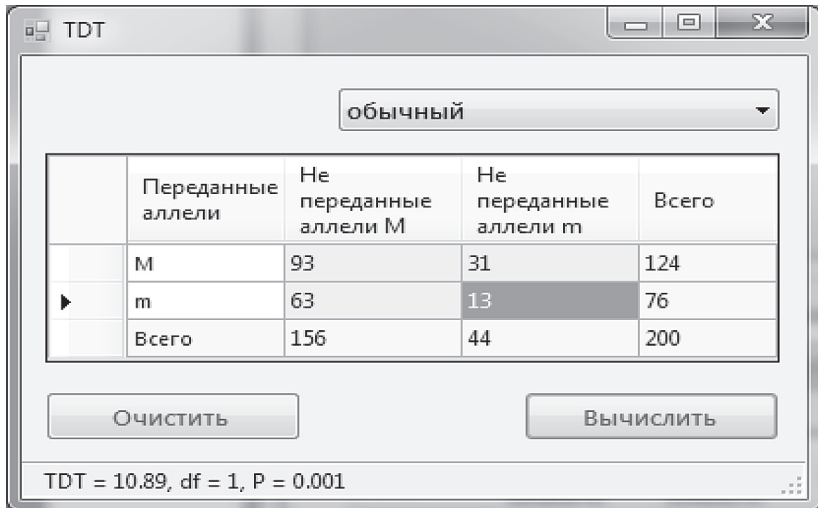 TDT
обычный
Переданные
аллели
Не
переданные
аллели M
Не
переданные
аллели m
Всего
M 93 31 124
m 63 13 76
Всего 156 44 200
Очистить
Вычислить
TDT = 10.89, df = 1, P = 0.001